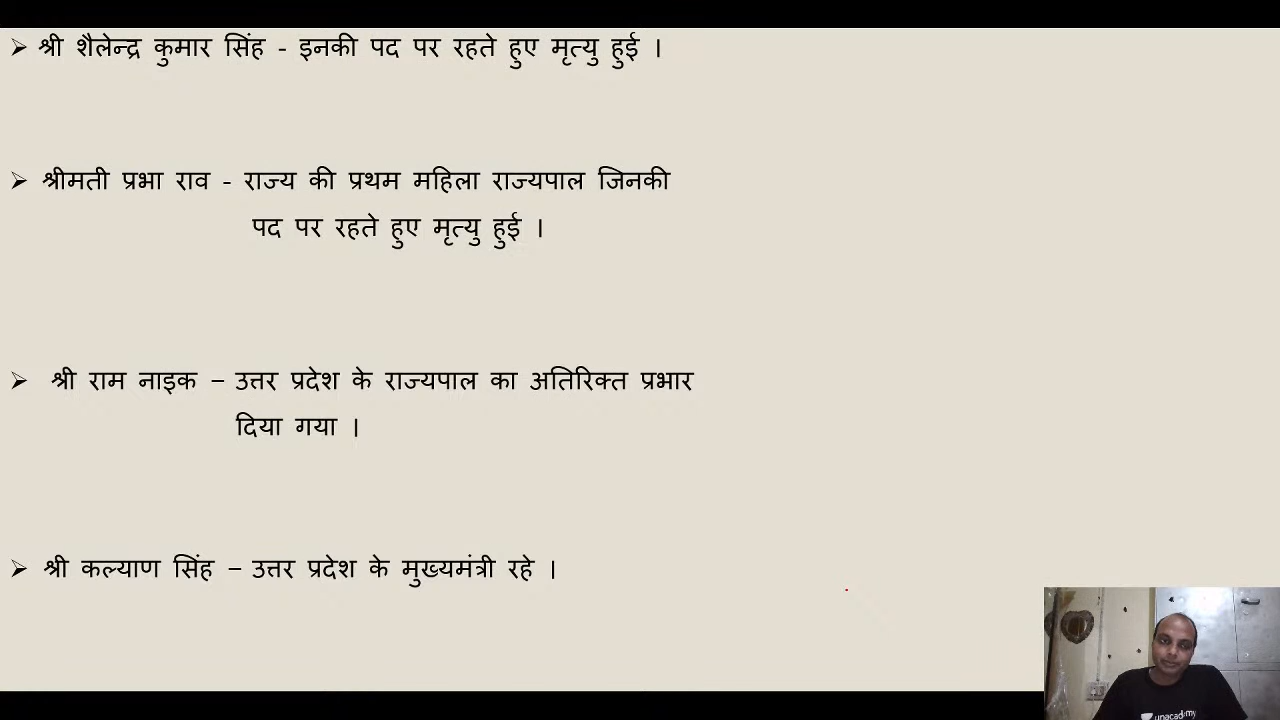 ➢ श्री शैलेन्द्र कुमार सिंह - इनकी पद पर रहते हुए मृत्यु हुई ।
➢ श्रीमती प्रभा राव - राज्य की प्रथम महिला राज्यपाल जिनकी
पद पर रहते हुए मृत्यु हुई ।
➢ श्री राम नाइक – उत्तर प्रदेश के राज्यपाल का अतिरिक्त प्रभार
दिया गया ।
➢ श्री कल्याण सिंह – उत्तर प्रदेश के मुख्यमंत्री रहे ।
unacademy